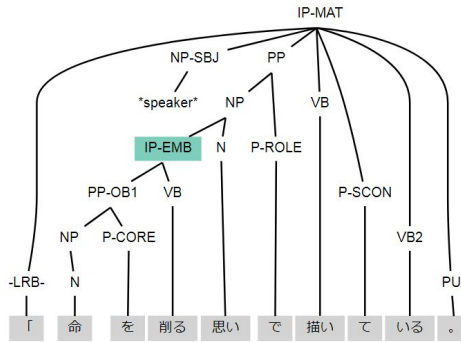 IP-MAT
NP-SBJ PP
*speaker* NP VB
IP-EMB N P-ROLE
PP-OB1 VB P-SCON
NP P-CORE VB2
-LRB- N PU
「 命 を 削る 思い で 描い て いる 。